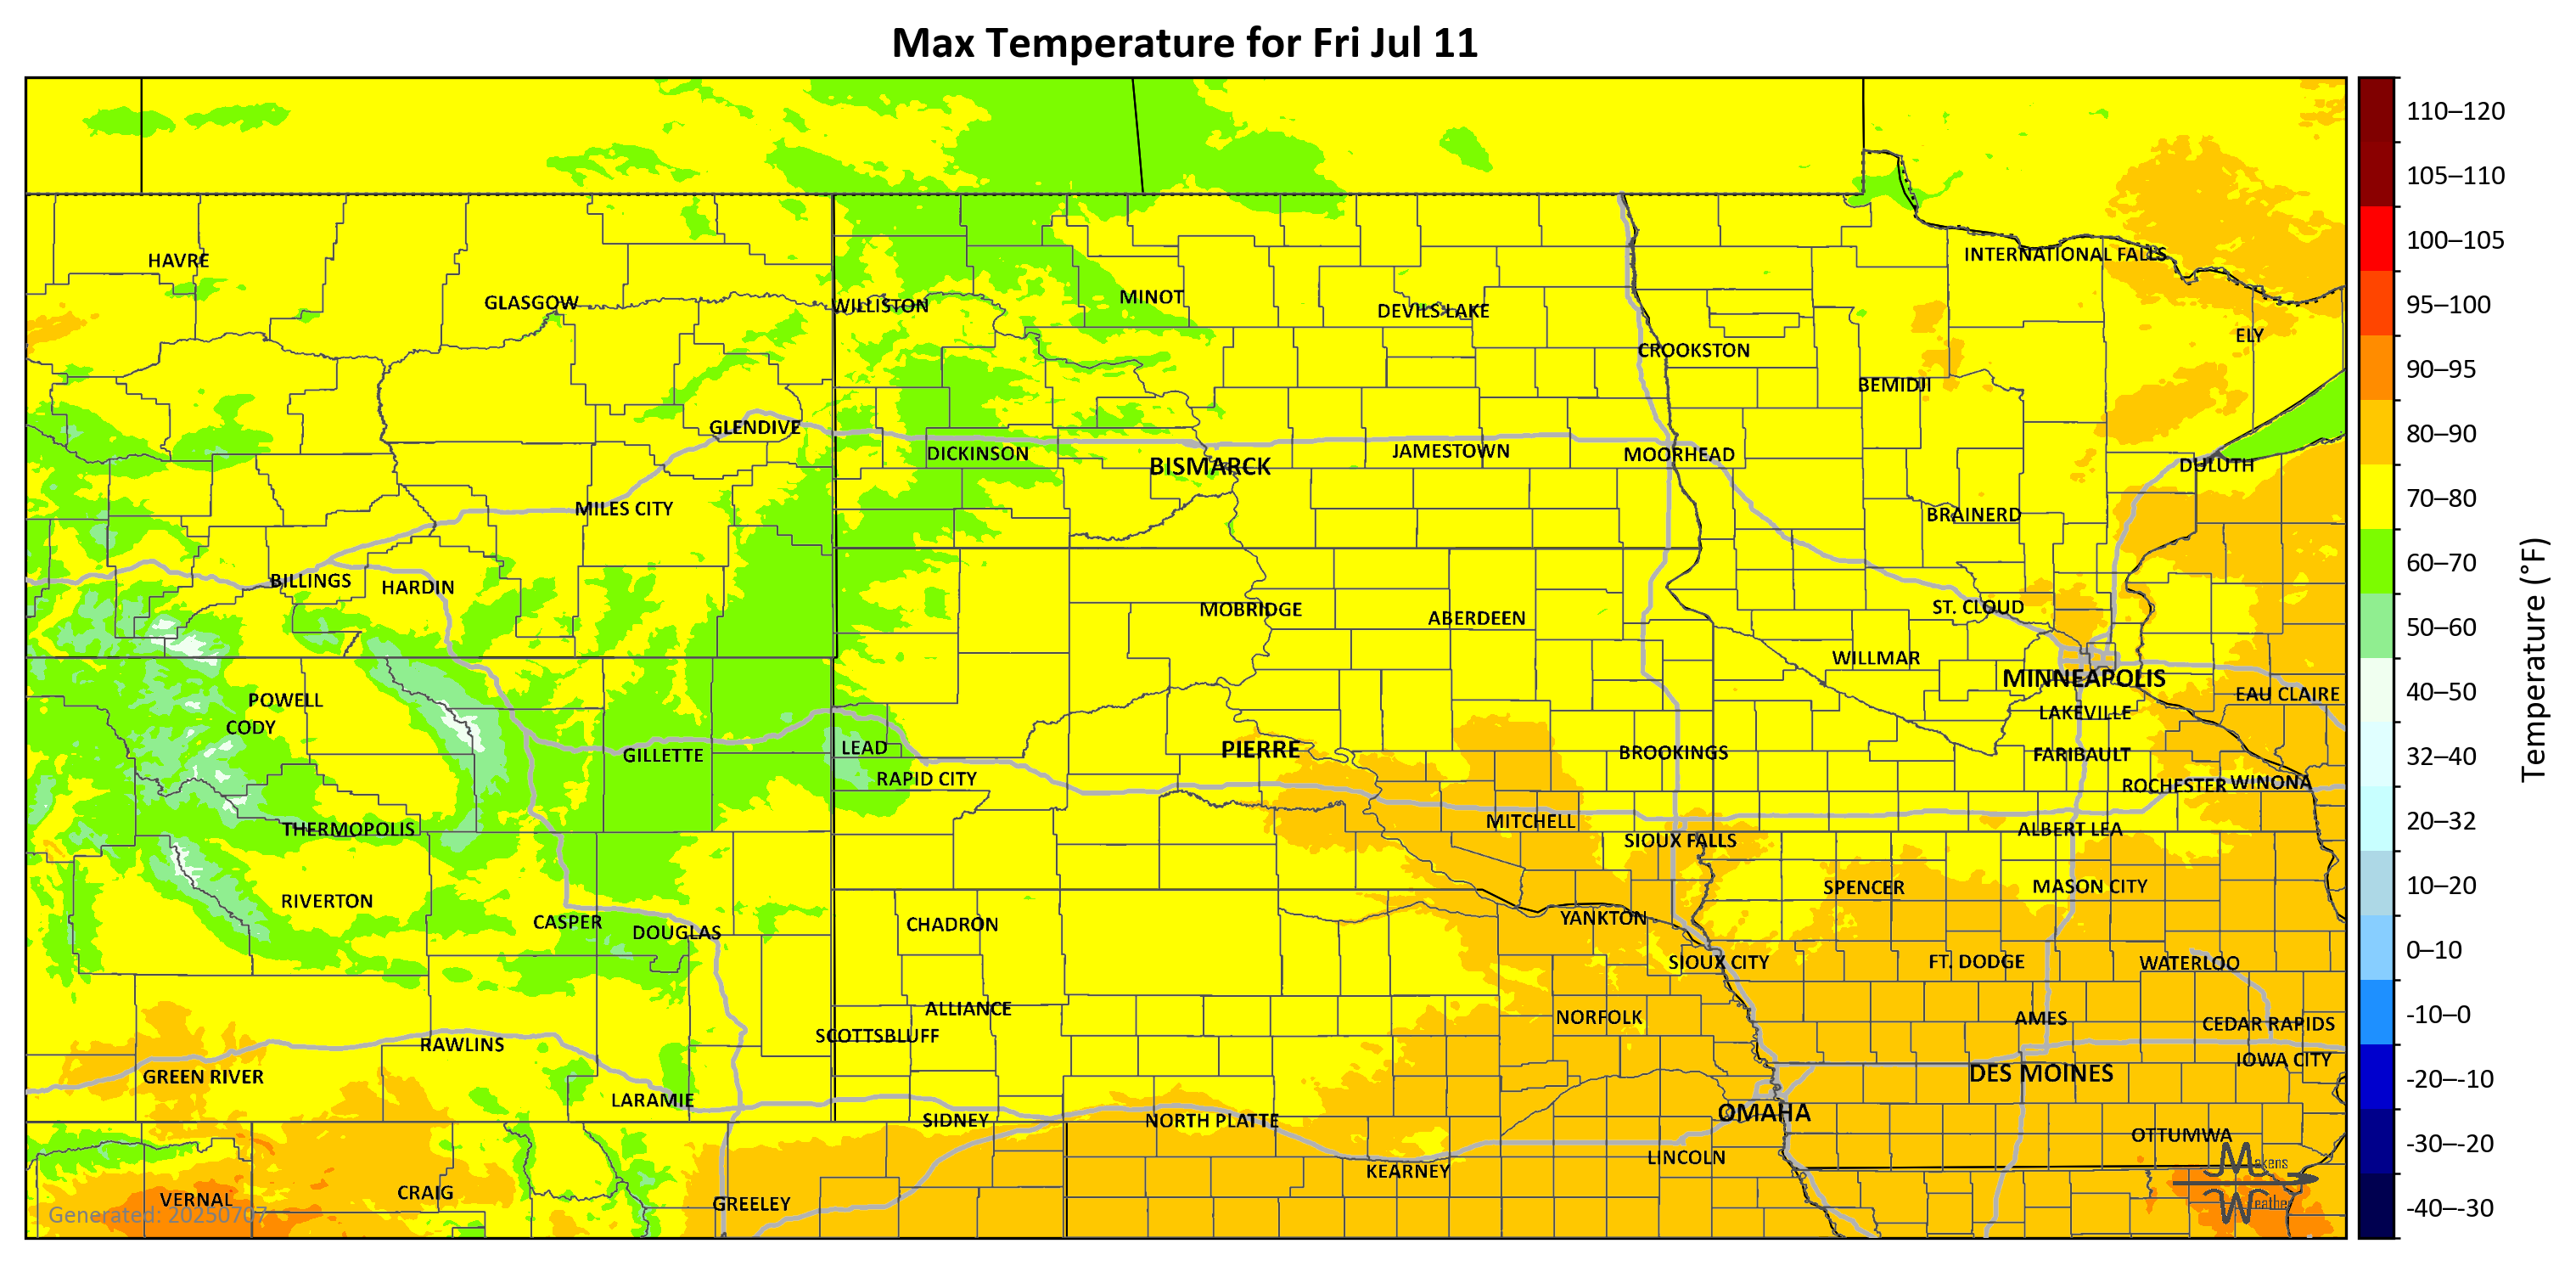 Max Temperature for Fri Jul 11
HAVRE
GLASGOW
WILLISTON
MINOT
DEVILS LAKE
INTERNATIONAL FALLS
ELY
CROOKSTON
BEMIDJI
GLENDIVE
DICKINSON
BISMARCK
JAMESTOWN
MOORHEAD
DULUTH
MILES CITY
BRAINERD
BILLINGS
HARDIN
MOBRIDGE
ABERDEEN
ST. CLOUD
WILLMAR
MINNEAPOLIS
EAU CLAIRE
POWELL
CODY
LAKEVILLE
GILLETTE
LEAD
PIERRE
BROOKINGS
FARIBAULT
RAPID CITY
ROCHESTER
WINONA
THERMOPOLIS
MITCHELL
ALBERT LEA
SIOUX FALLS
SPENCER
MASON CITY
RIVERTON
CASPER
DOUGLAS
CHADRON
YANKTON
SIOUX CITY
FT. DODGE
WATERLOO
ALLIANCE
NORFOLK
AMES
CEDAR RAPIDS
SCOTTSBLUFF
RAWLINS
IOWA CITY
GREEN RIVER
DES MOINES
LARAMIE
SIDNEY
NORTH PLATTE
OMAHA
OTTUMWA
LINCOLN
KEARNEY
VERNAL
CRAIG
GREELEY
Generated: 20250707
Makens
Weather
110–120
105–110
100–105
95–100
90–95
80–90
70–80
60–70
50–60
40–50
32–40
20–32
10–20
0–10
-10–0
-20–-10
-30–-20
-40–-30
Temperature (°F)